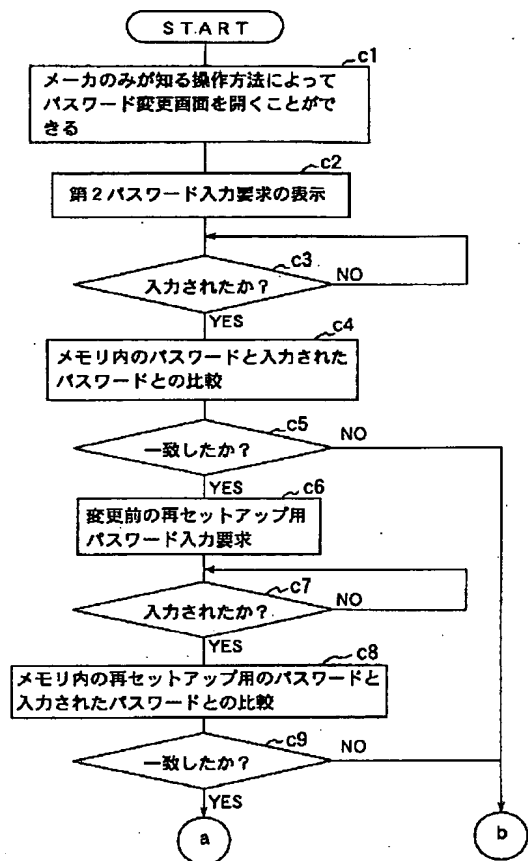 START
c1
メーカのみが知る操作方法によって
パスワード変更画面を開くことがで
きる
c2
第2パスワード入力要求の表示
c3
入力されたか?
NO
YES
c4
メモリ内のパスワードと入力された
パスワードとの比較
c5
一致したか?
NO
YES
c6
変更前の再セットアップ用
パスワード入力要求
c7
入力されたか?
NO
YES
c8
メモリ内の再セットアップ用のパスワードと
入力されたパスワードとの比較
c9
一致したか?
NO
YES
a
b